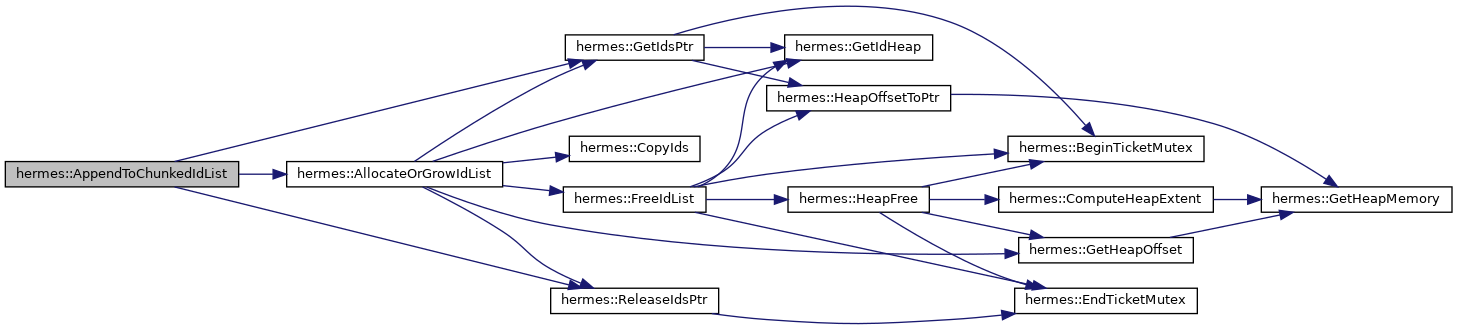 hermes::AppendToChunkedIdList
hermes::AllocateOrGrowIdList
hermes::GetIdsPtr
hermes::CopyIds
hermes::FreeIdList
hermes::ReleaseIdsPtr
hermes::GetIdHeap
hermes::HeapOffsetToPtr
hermes::HeapFree
hermes::BeginTicketMutex
hermes::ComputeHeapExtent
hermes::GetHeapOffset
hermes::EndTicketMutex
hermes::GetHeapMemory